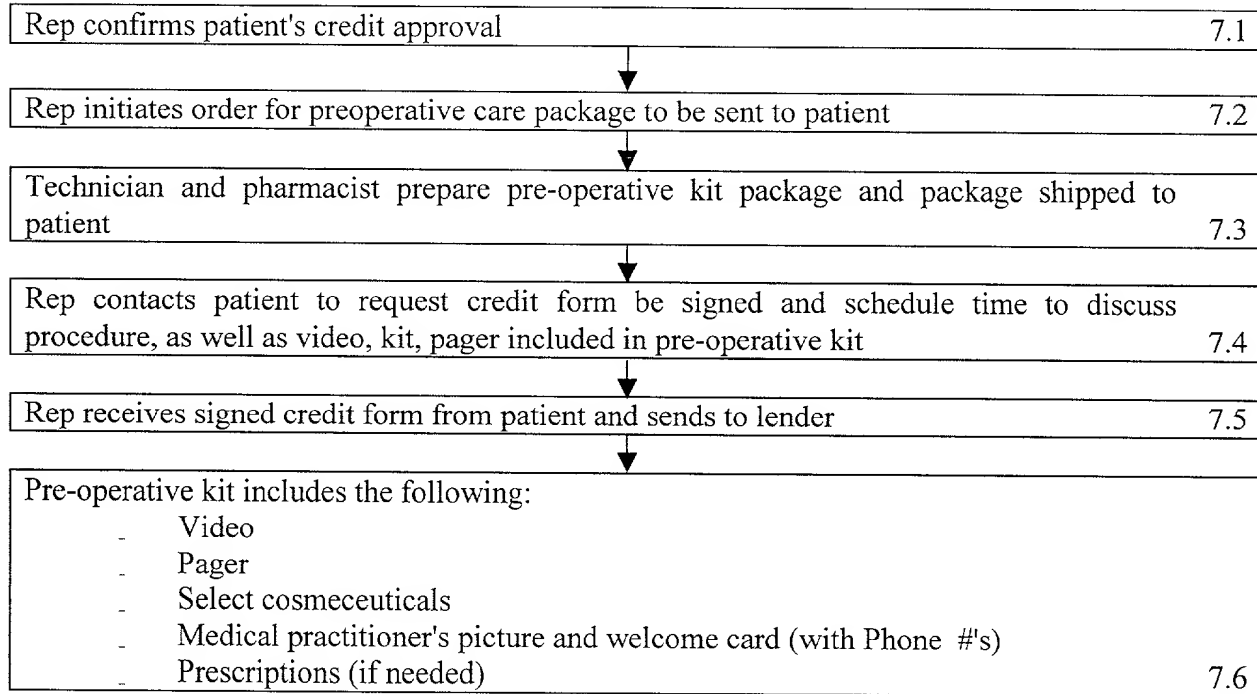 Rep confirms patient's credit approval 7.1
Rep initiates order for preoperative care package to be sent to patient 7.2
Technician and pharmacist prepare pre-operative kit package and package shipped to
patient 7.3
Rep contacts patient to request credit form be signed and schedule time to discuss
procedure, as well as video, kit, pager included in pre-operative kit 7.4
Rep receives signed credit form from patient and sends to lender 7.5
Pre-operative kit includes the following:
- Video
- Pager
- Select cosmeceuticals
- Medical practitioner's picture and welcome card (with Phone #'s)
- Prescriptions (if needed) 7.6